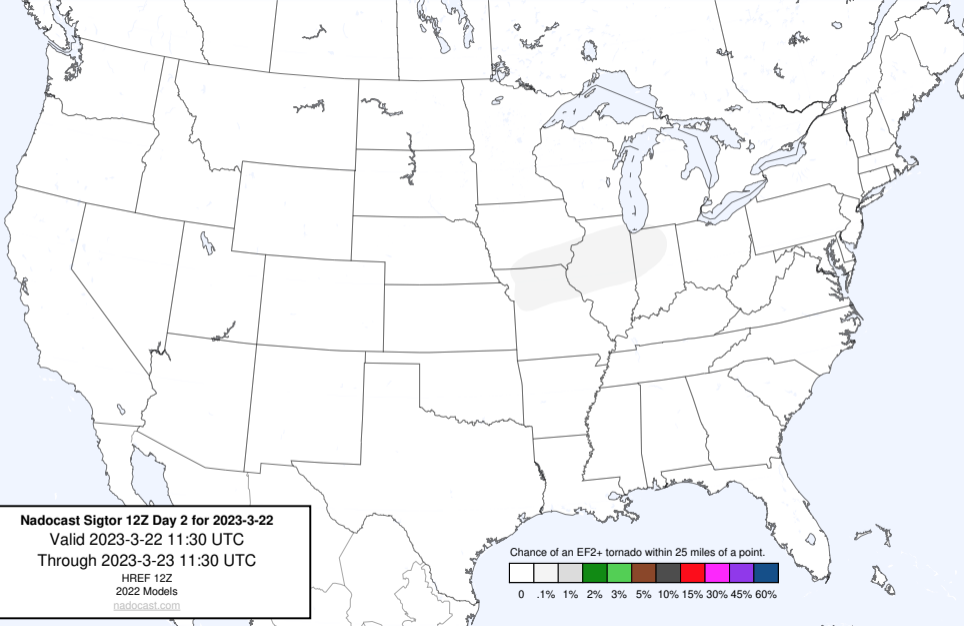 Nadocast Sigtor 12Z Day 2 for 2023-3-22
Valid 2023-3-22 11:30 UTC
Through 2023-3-23 11:30 UTC
HREF 12Z
2022 Models
nadocast.com
Chance of an EF2+ tornado within 25 miles of a point.
0 .1% 1% 2% 3% 5% 10% 15% 30% 45% 60%